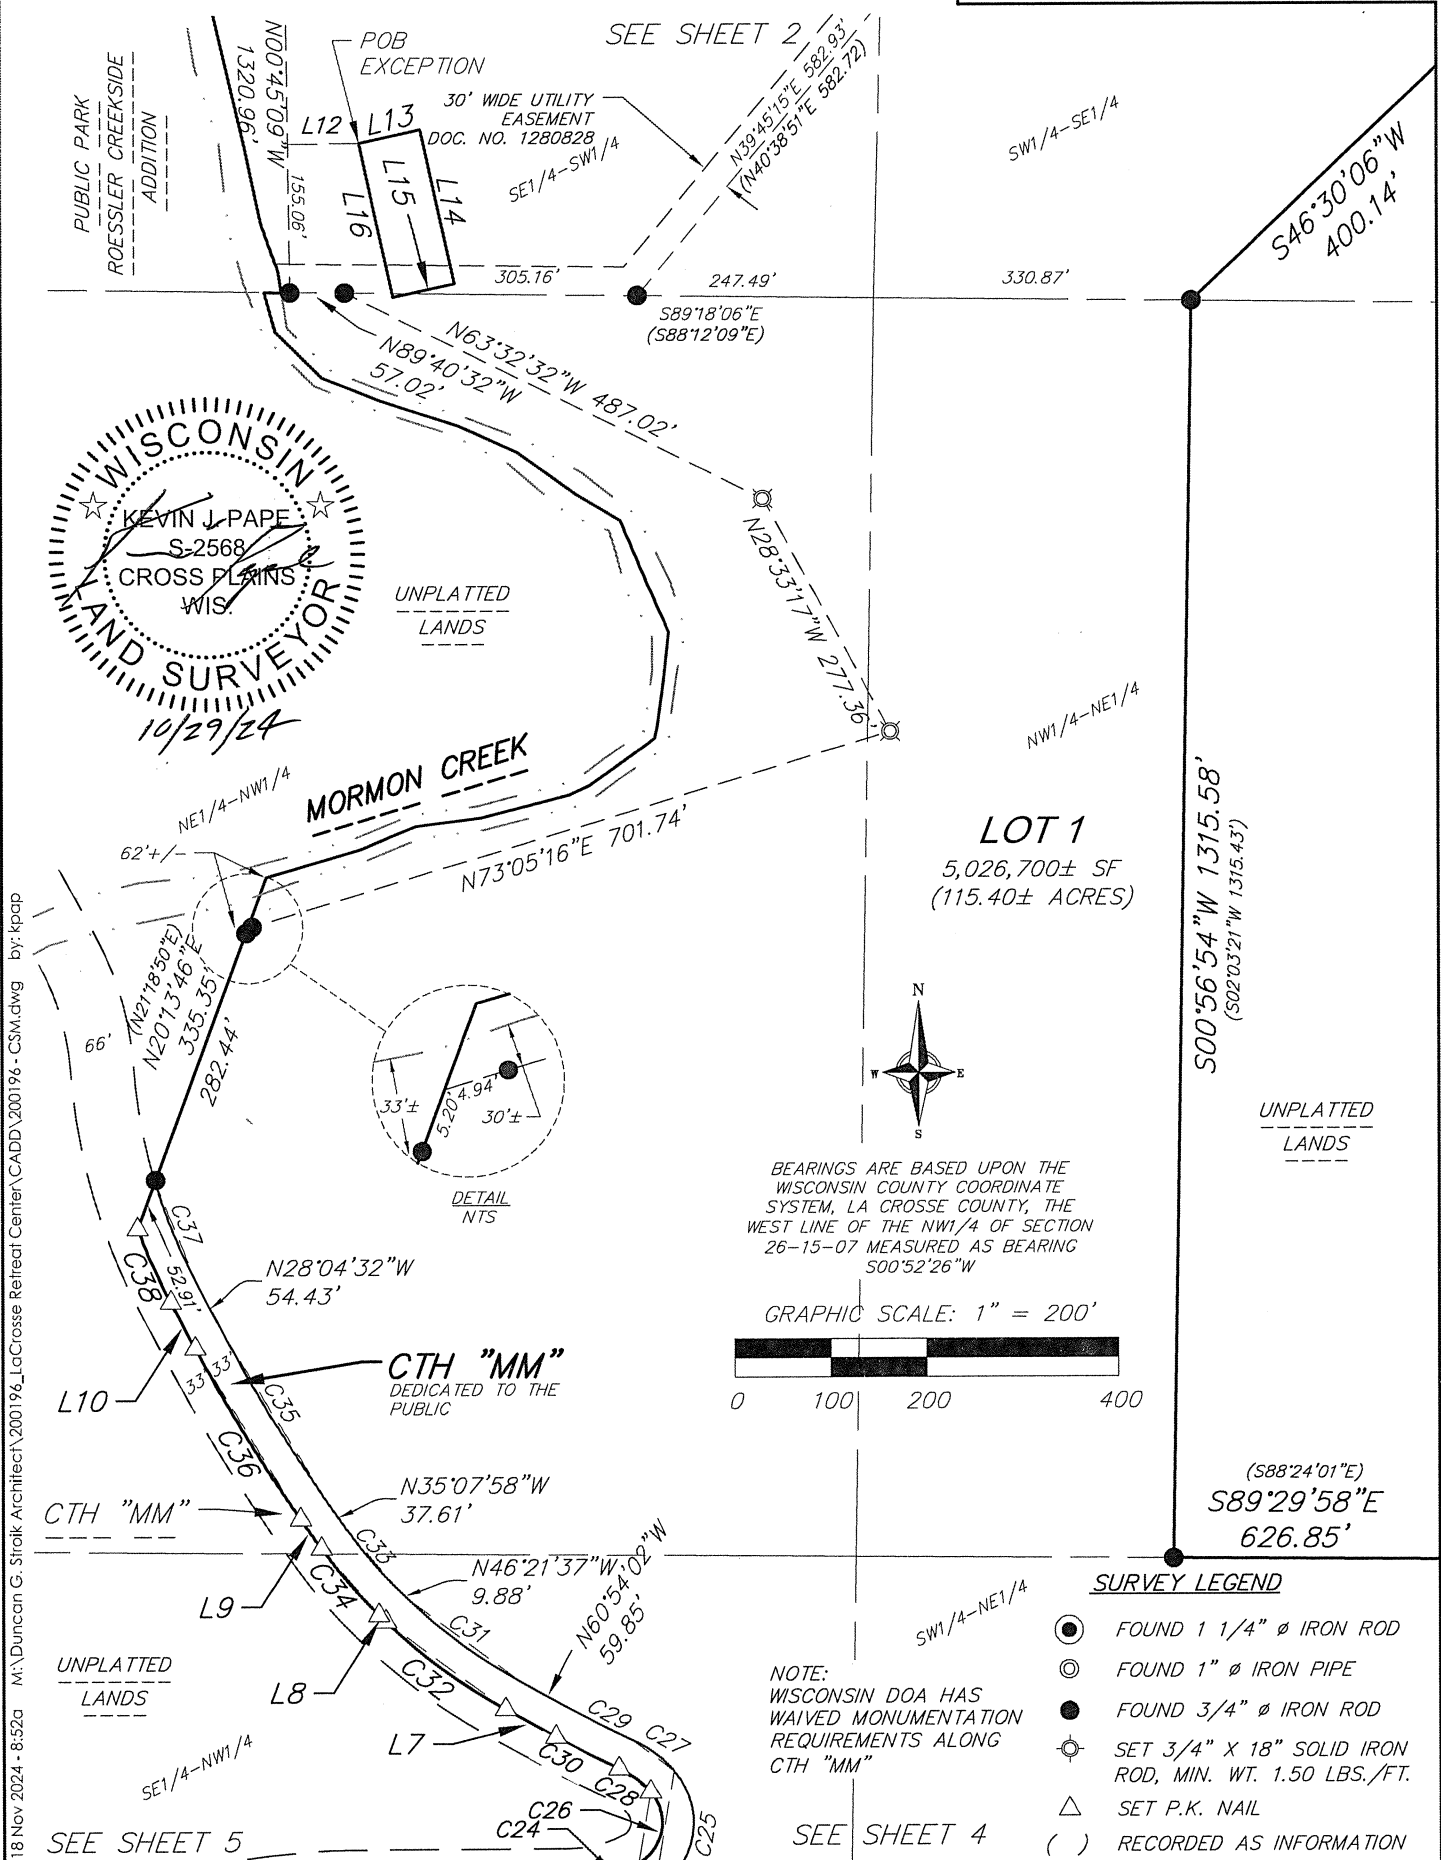 SEE SHEET 2
PUBLIC PARK
ROESSLER CREEKSIDE
ADDITION
N00°45'09"W
1320.96'
155.06'
POB
EXCEPTION
L12
L13
L14
L15
L16
30' WIDE UTILITY
EASEMENT
DOC. NO. 1280828
SE1/4-SW1/4
N39°45'15"E 582.93'
(N40°38'51"E 582.72)
SW1/4-SE1/4
S46°30'06"W
400.14'
305.16'
247.49'
330.87'
S89°18'06"E
(S88°12'09"E)
N63°32'32"W 487.02'
N89°40'32"W
57.02'
WISCONSIN
KEVIN J. PAPE
S-2568
CROSS PLAINS
WIS.
LAND SURVEYOR
10/29/24
UNPLATTED
LANDS
N28°33'17"W 277.36'
NW1/4-NE1/4
NE1/4-NW1/4
MORMON CREEK
62'+/-
N73°05'16"E 701.74'
LOT 1
5,026,700± SF
(115.40± ACRES)
S00°56'54"W 1315.58'
(S02°03'21"W 1315.43')
(N21°18'50"E)
N20°13'46"E
335.35'
282.44'
66'
33'±
5.20'
4.94'
30'±
DETAIL
NTS
N
W
E
S
UNPLATTED
LANDS
BEARINGS ARE BASED UPON THE
WISCONSIN COUNTY COORDINATE
SYSTEM, LA CROSSE COUNTY, THE
WEST LINE OF THE NW1/4 OF SECTION
26-15-07 MEASURED AS BEARING
S00°52'26"W
GRAPHIC SCALE: 1" = 200'
0 100 200 400
C37
C38
52.91'
N28°04'32"W
54.43'
L10
33'
33'
CTH "MM"
DEDICATED TO THE
PUBLIC
C35
C36
N35°07'58"W
37.61'
CTH "MM"
C33
L9
C34
N46°21'37"W
9.88'
N60°54'02"W
59.85'
C31
L8
C32
UNPLATTED
LANDS
L7
C29
C27
C30
C28
C26
C24
C25
SE1/4-NW1/4
SW1/4-NE1/4
(S88°24'01"E)
S89°29'58"E
626.85'
NOTE:
WISCONSIN DOA HAS
WAIVED MONUMENTATION
REQUIREMENTS ALONG
CTH "MM"
SURVEY LEGEND
FOUND 1 1/4" ø IRON ROD
FOUND 1" ø IRON PIPE
FOUND 3/4" ø IRON ROD
SET 3/4" X 18" SOLID IRON
ROD, MIN. WT. 1.50 LBS./FT.
SET P.K. NAIL
( ) RECORDED AS INFORMATION
SEE SHEET 5
SEE SHEET 4
18 Nov 2024 - 8:52a M:\Duncan G. Stroik Architect\200196_LaCrosse Retreat Center\CADD\200196 - CSM.dwg by: kpap